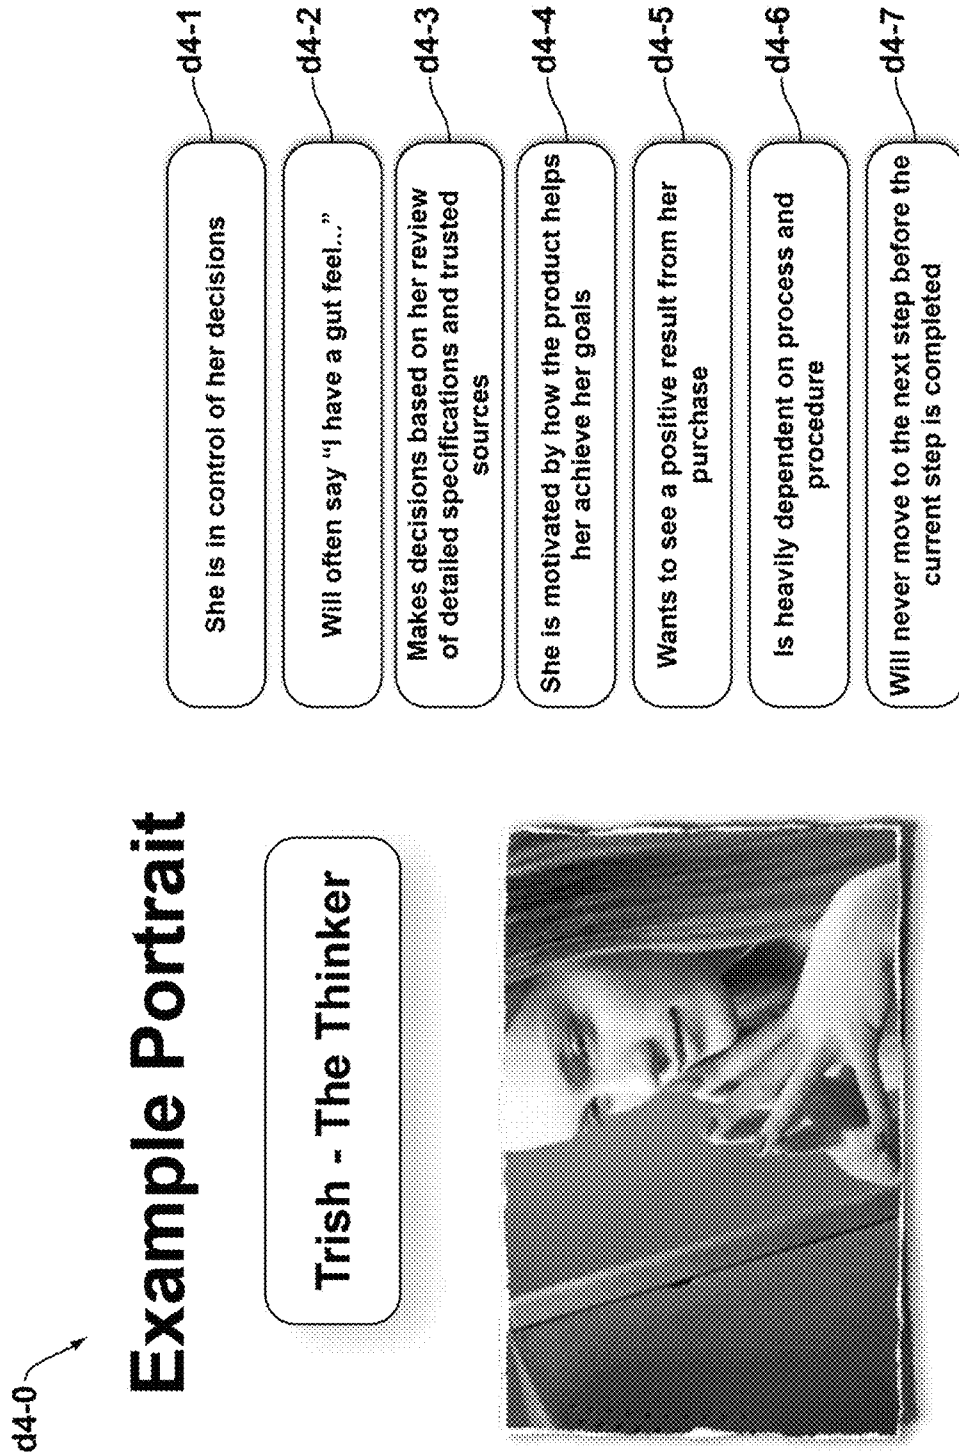 d4-0
Example Portrait
Trish - The Thinker
She is in control of her decisions
d4-1
Will often say “I have a gut feel...”
d4-2
Makes decisions based on her review
of detailed specifications and trusted
sources
d4-3
She is motivated by how the product helps
her achieve her goals
d4-4
Wants to see a positive result from her
purchase
d4-5
Is heavily dependent on process and
procedure
d4-6
Will never move to the next step before the
current step is completed
d4-7